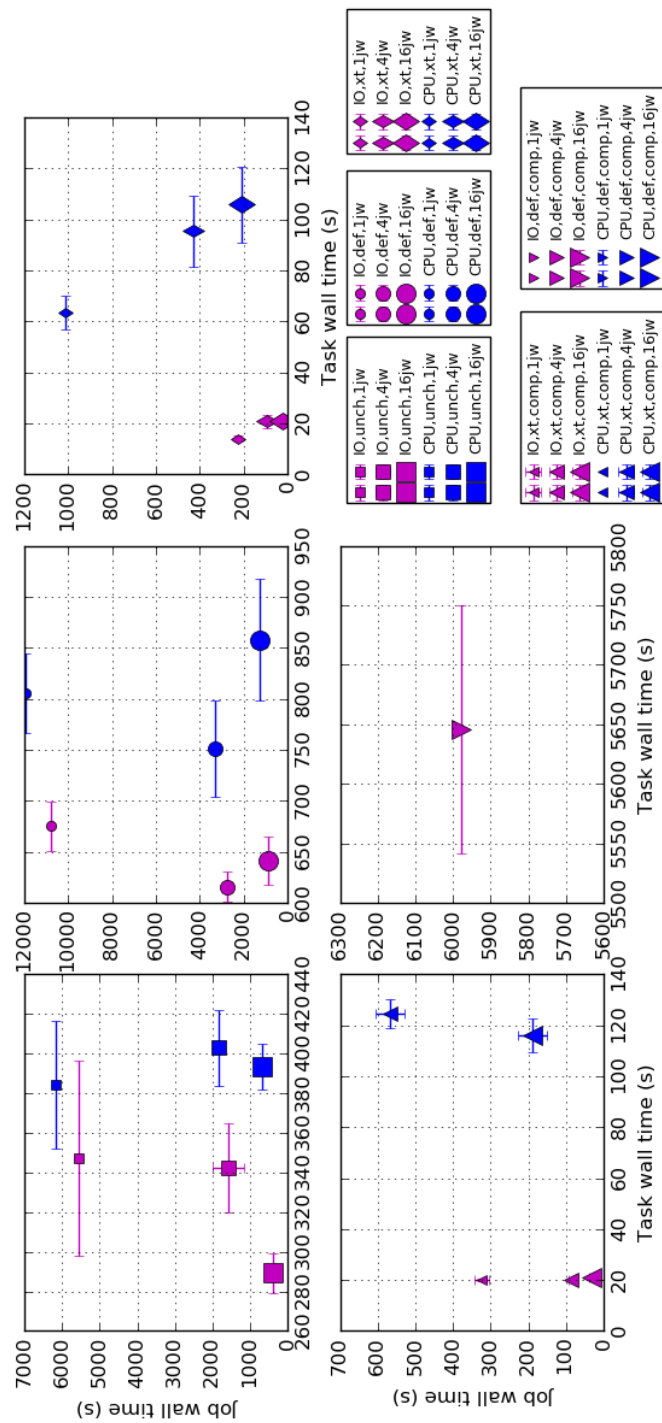 Job wall time (s)
7000
6000
5000
4000
3000
2000
1000
0
260 280 300 320 340 360 380 400 420 440
12000
10000
8000
6000
4000
2000
0
600 650 700 750 800 850 900 950
1200
1000
800
600
400
200
0
0 20 40 60 80 100 120 140
Task wall time (s)
Job wall time (s)
700
600
500
400
300
200
100
0
0 20 40 60 80 100 120 140
Task wall time (s)
6300
6200
6100
6000
5900
5800
5700
5600
5500 5550 5600 5650 5700 5750 5800
Task wall time (s)
IO,unch,1jw
IO,unch,4jw
IO,unch,16jw
CPU,unch,1jw
CPU,unch,4jw
CPU,unch,16jw
IO,def,1jw
IO,def,4jw
IO,def,16jw
CPU,def,1jw
CPU,def,4jw
CPU,def,16jw
IO,xt,1jw
IO,xt,4jw
IO,xt,16jw
CPU,xt,1jw
CPU,xt,4jw
CPU,xt,16jw
IO,xt,comp,1jw
IO,xt,comp,4jw
IO,xt,comp,16jw
CPU,xt,comp,1jw
CPU,xt,comp,4jw
CPU,xt,comp,16jw
IO,def,comp,1jw
IO,def,comp,4jw
IO,def,comp,16jw
CPU,def,comp,1jw
CPU,def,comp,4jw
CPU,def,comp,16jw